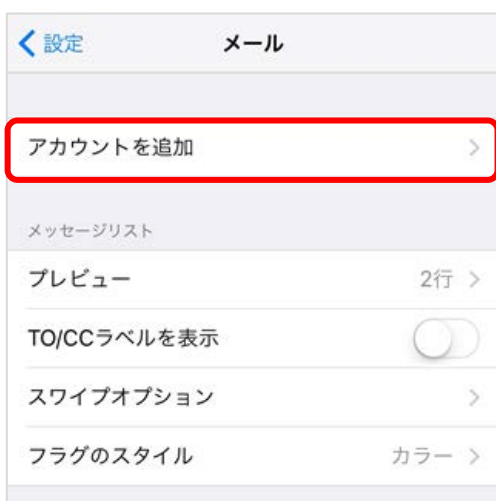 設定 メール
アカウントを追加
メッセージリスト
プレビュー 2行
TO/CCラベルを表示
スワイプオプション
フラグのスタイル カラー